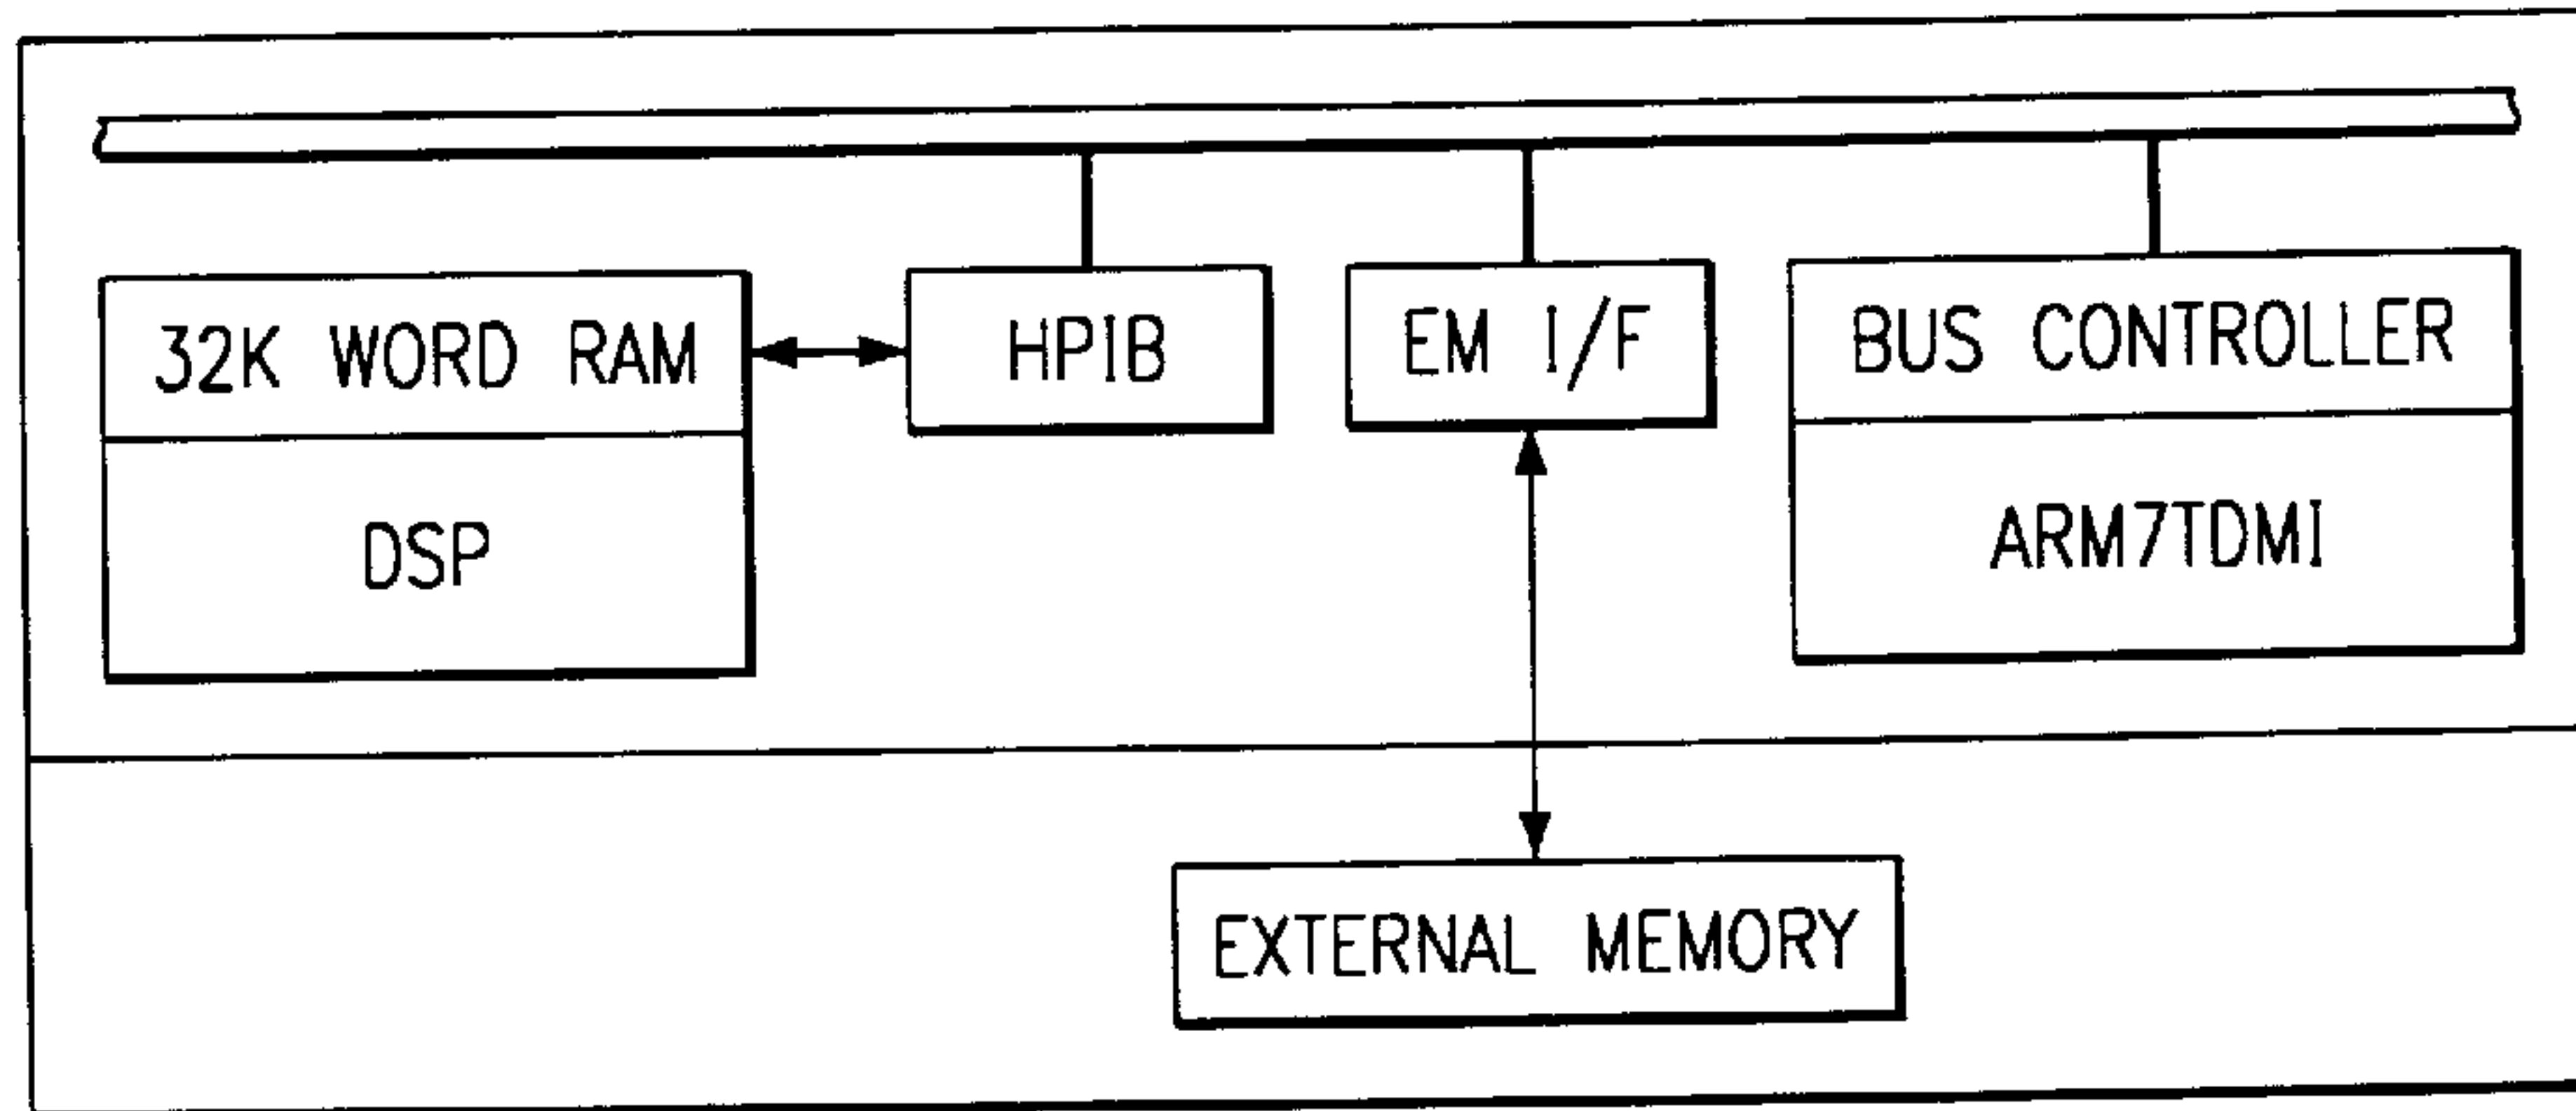 32K WORD RAM
HPIB
EM I/F
BUS CONTROLLER
DSP
ARM7TDMI
EXTERNAL MEMORY